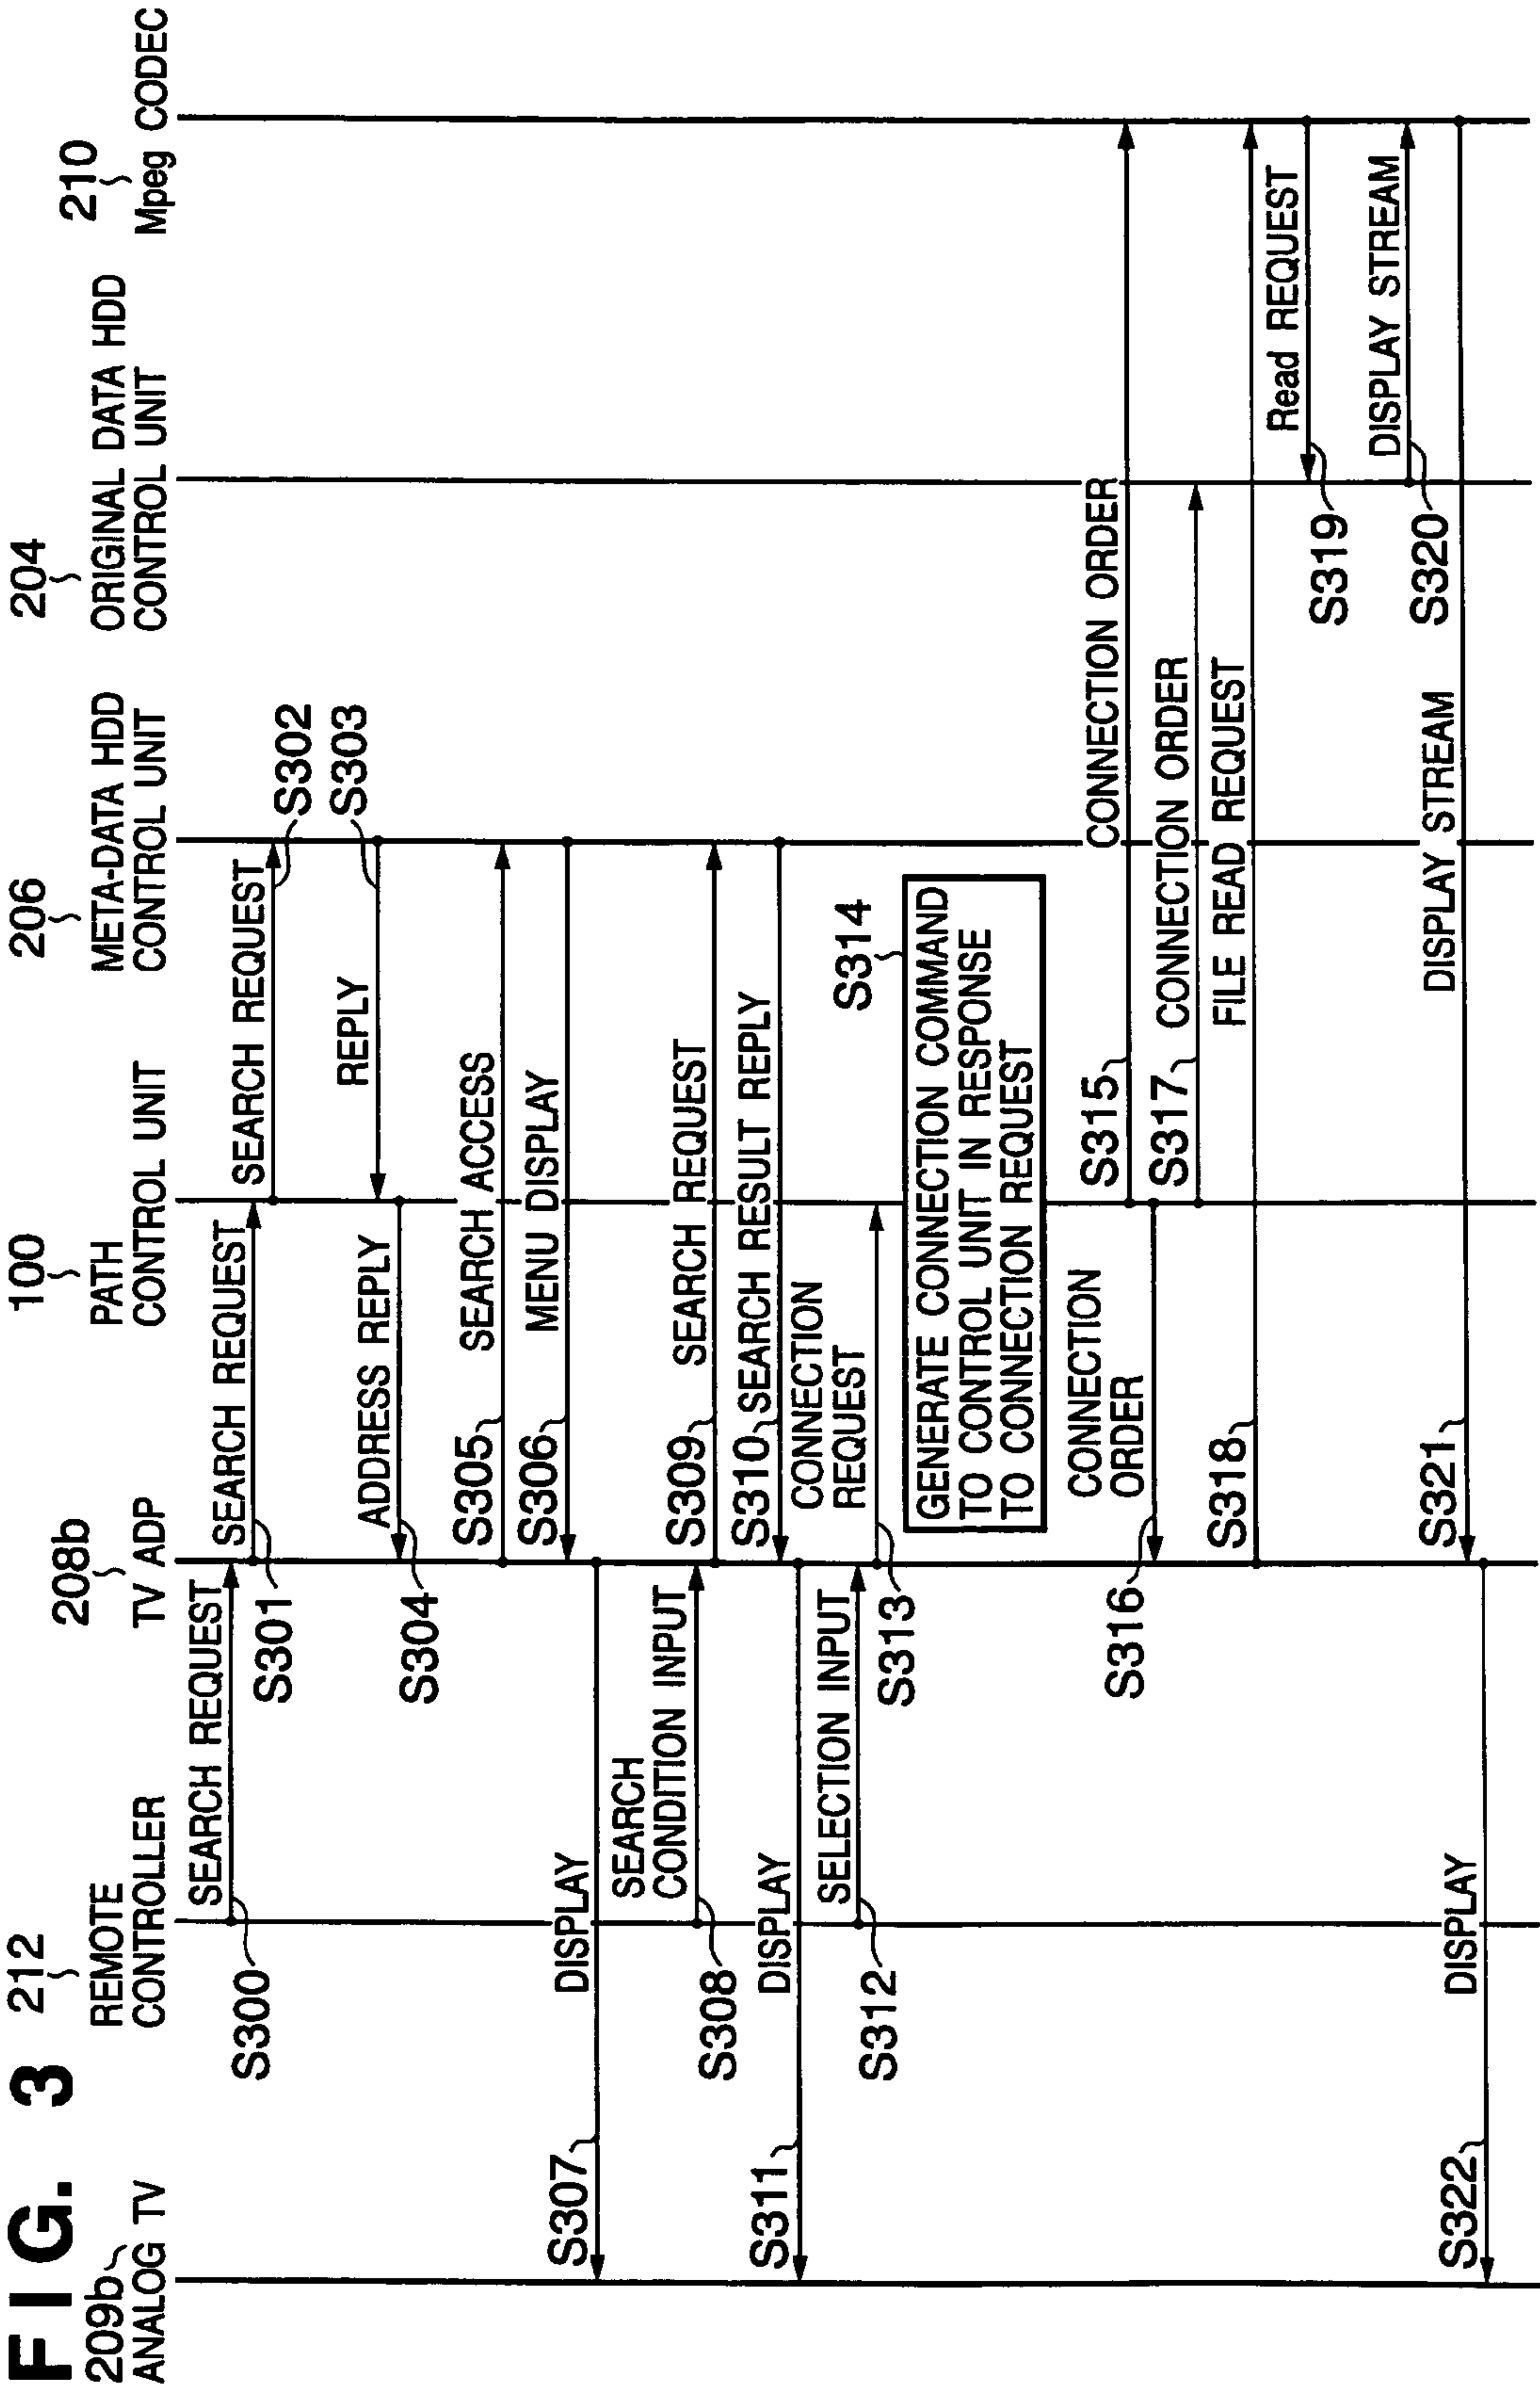 FIG. 3
209b
ANALOG TV
212
REMOTE
CONTROLLER
208b
TV ADP
100
PATH
CONTROL UNIT
206
META-DATA HDD
CONTROL UNIT
204
ORIGINAL DATA HDD
CONTROL UNIT
210
Mpeg CODEC
S300
SEARCH REQUEST
S301
SEARCH REQUEST
SEARCH REQUEST
S302
REPLY
S303
S304
ADDRESS REPLY
S305
SEARCH ACCESS
S306
MENU DISPLAY
S307
DISPLAY
S308
SEARCH
CONDITION INPUT
S309
SEARCH REQUEST
S310
SEARCH RESULT REPLY
S311
DISPLAY
S312
SELECTION INPUT
S313
CONNECTION
REQUEST
S314
GENERATE CONNECTION COMMAND
TO CONTROL UNIT IN RESPONSE
TO CONNECTION REQUEST
S315
CONNECTION ORDER
S316
CONNECTION
ORDER
S317
CONNECTION ORDER
S318
FILE READ REQUEST
Read REQUEST
S319
DISPLAY STREAM
S320
S321
DISPLAY STREAM
S322
DISPLAY